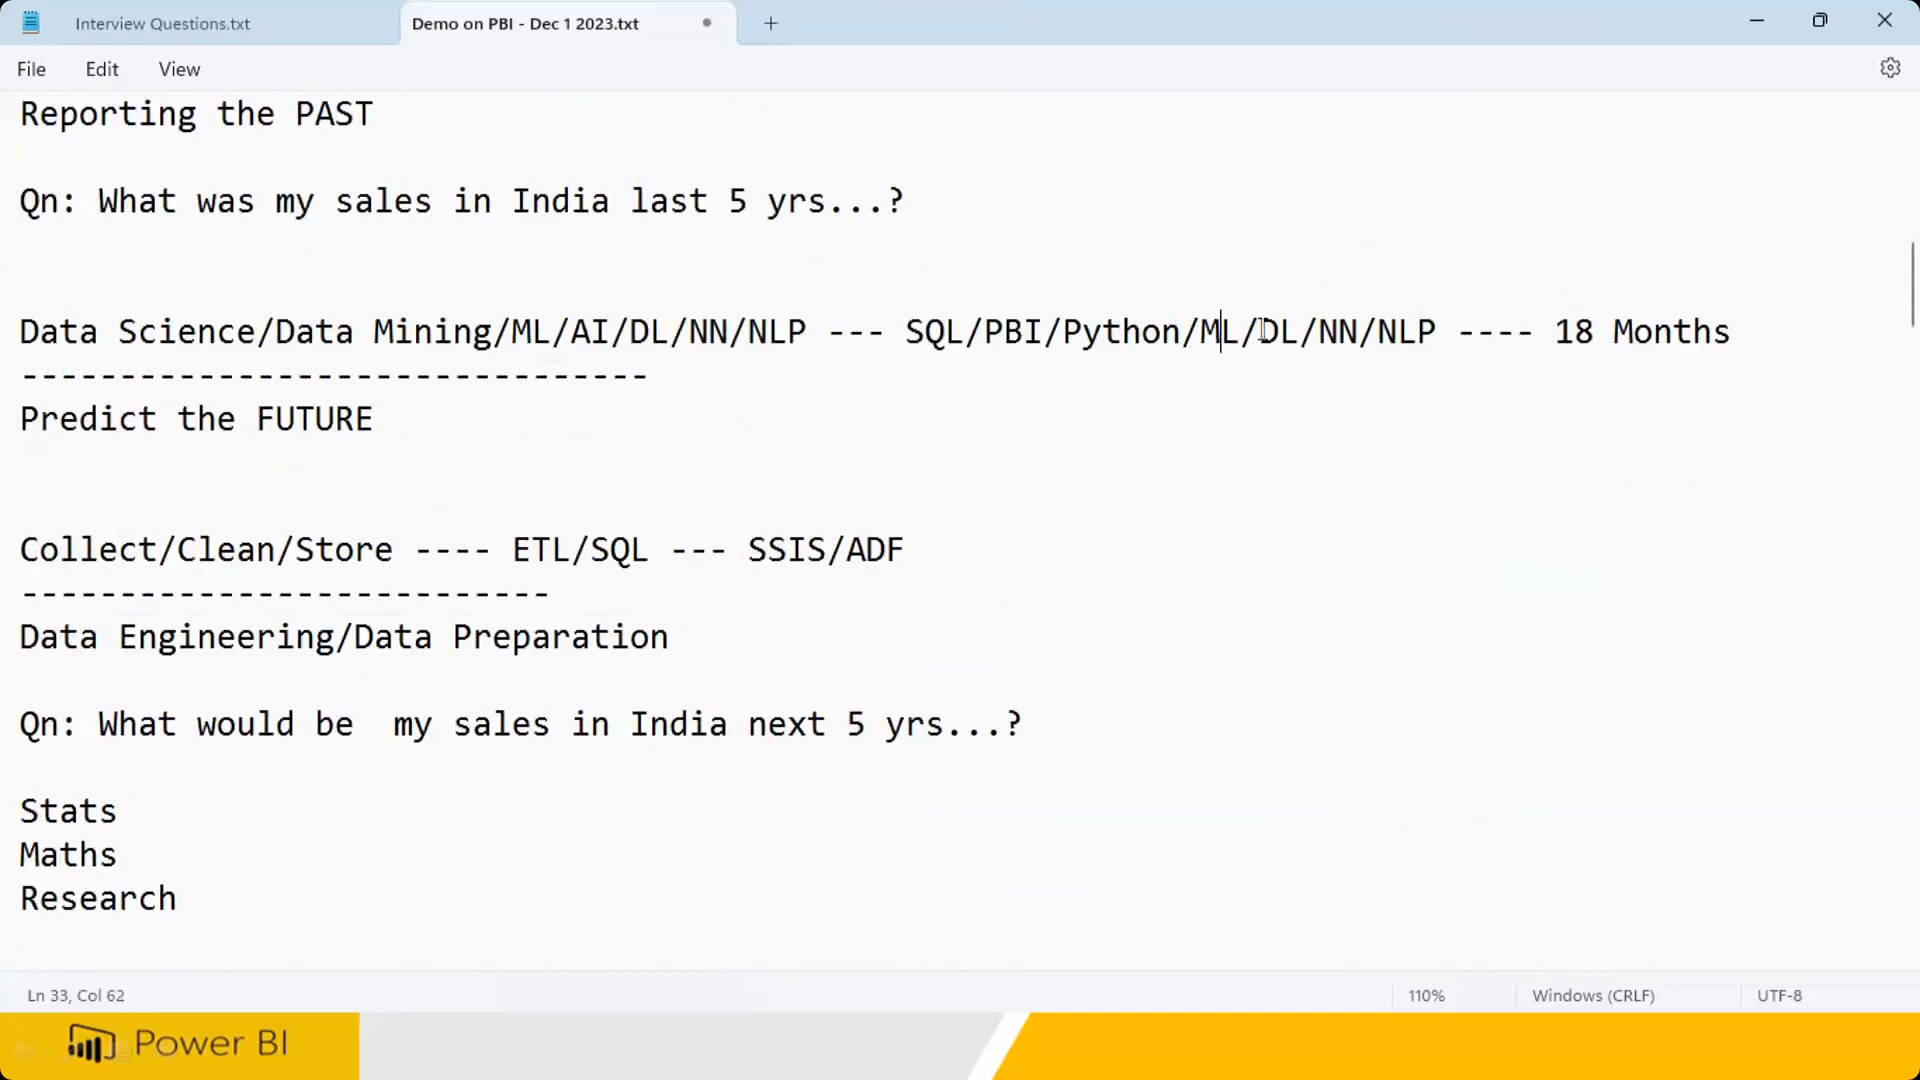 Interview Questions.txt
Demo on PBI - Dec 1 2023.txt
File Edit View
Reporting the PAST
Qn: What was my sales in India last 5 yrs...?
Data Science/Data Mining/ML/AI/DL/NN/NLP --- SQL/PBI/Python/ML/DL/NN/NLP ---- 18 Months
--------------------------------
Predict the FUTURE
Collect/Clean/Store ---- ETL/SQL --- SSIS/ADF
---------------------------
Data Engineering/Data Preparation
Qn: What would be  my sales in India next 5 yrs...?
Stats
Maths
Research
Ln 33, Col 62 110% Windows (CRLF) UTF-8
Power BI